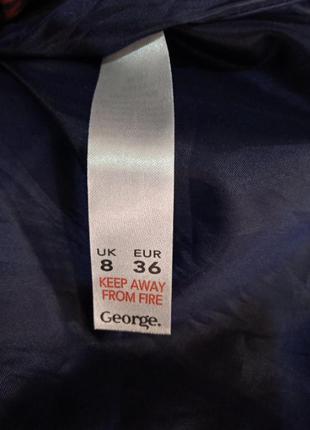 UK EUR
8 36
KEEP AWAY
FROM FIRE
George.